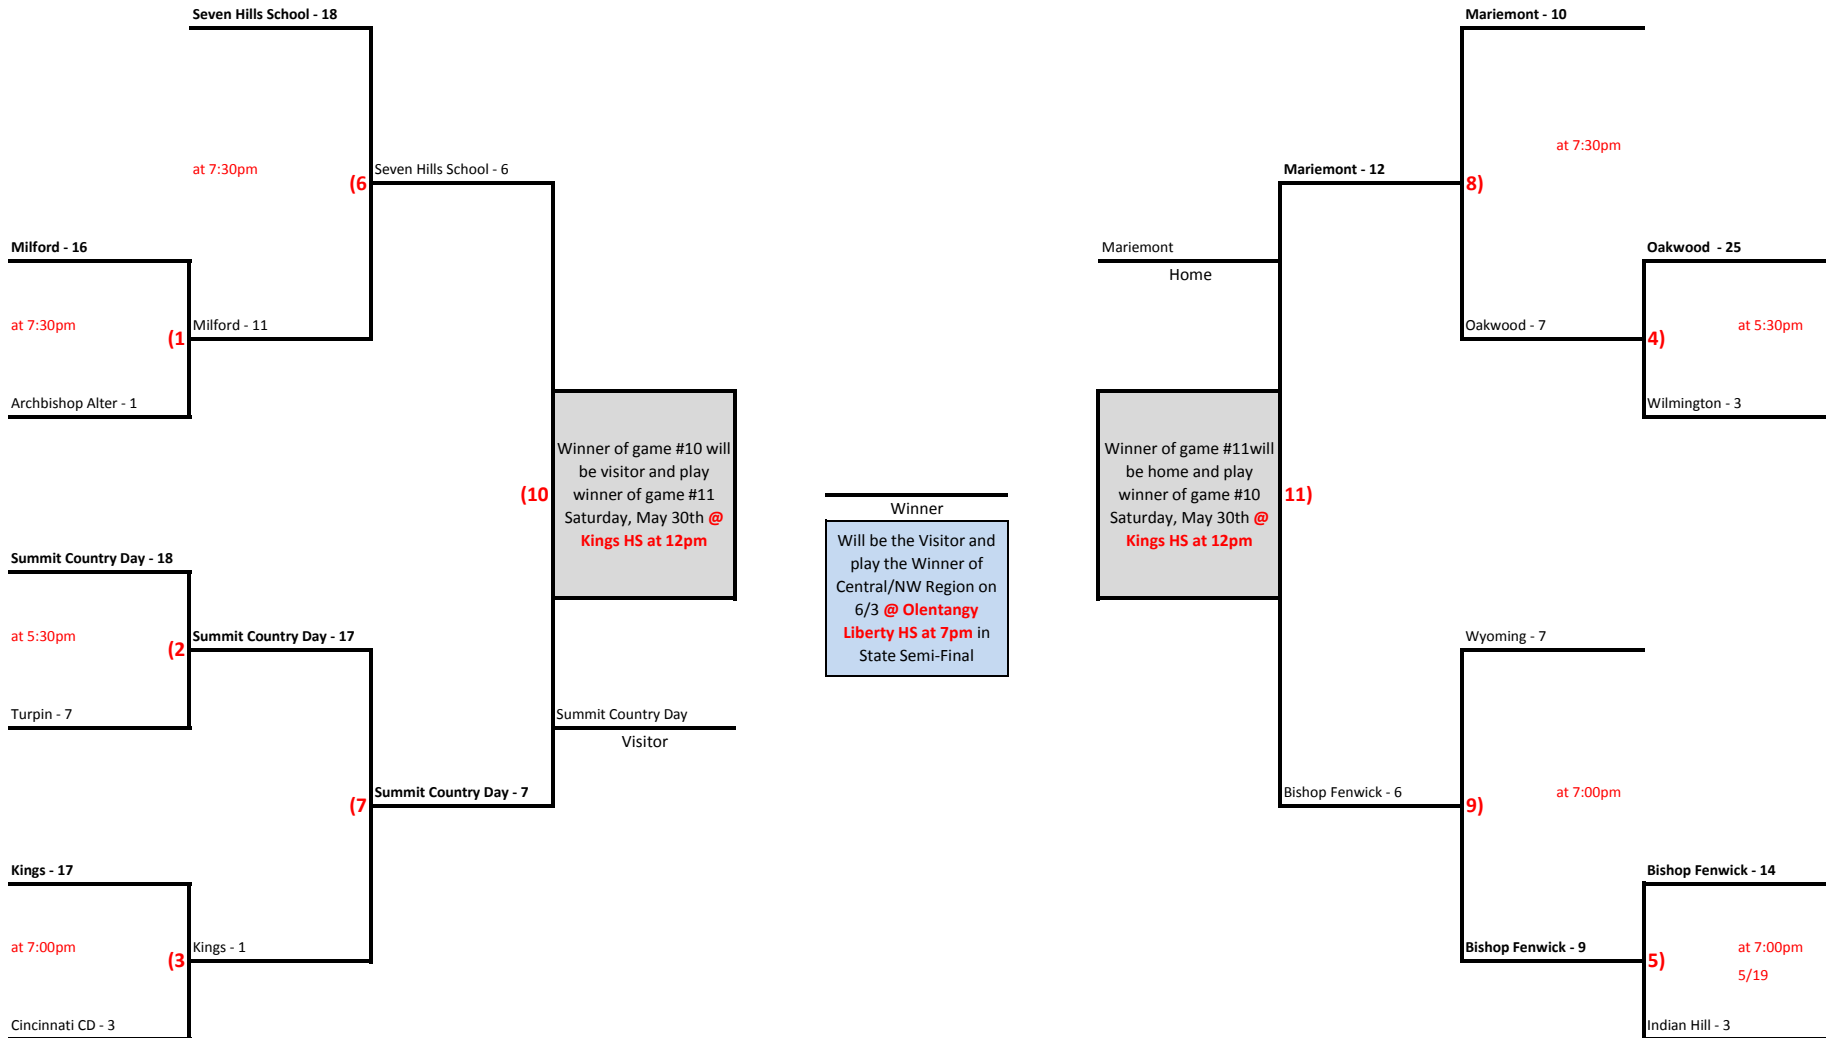 Seven Hills School - 18
Mariemont - 10
at 7:30pm
at 7:30pm
(6
Seven Hills School - 6
Mariemont - 12
8)
Milford - 16
Mariemont
Home
Oakwood  - 25
at 7:30pm
(1
Milford - 11
Oakwood - 7
4)
at 5:30pm
Archbishop Alter - 1
Wilmington - 3
(10
Winner of game #10 will
be visitor and play
winner of game #11
Saturday, May 30th @
Kings HS at 12pm
Winner
Will be the Visitor and
play the Winner of
Central/NW Region on
6/3 @ Olentangy
Liberty HS at 7pm in
State Semi-Final
Winner of game #11will
be home and play
winner of game #10
Saturday, May 30th @
Kings HS at 12pm
11)
Summit Country Day - 18
at 5:30pm
(2
Summit Country Day - 17
Wyoming - 7
Turpin - 7
Summit Country Day
Visitor
(7
Summit Country Day - 7
Bishop Fenwick - 6
9)
at 7:00pm
Kings - 17
Bishop Fenwick - 14
at 7:00pm
(3
Kings - 1
Bishop Fenwick - 9
5)
at 7:00pm
5/19
Cincinnati CD - 3
Indian Hill - 3